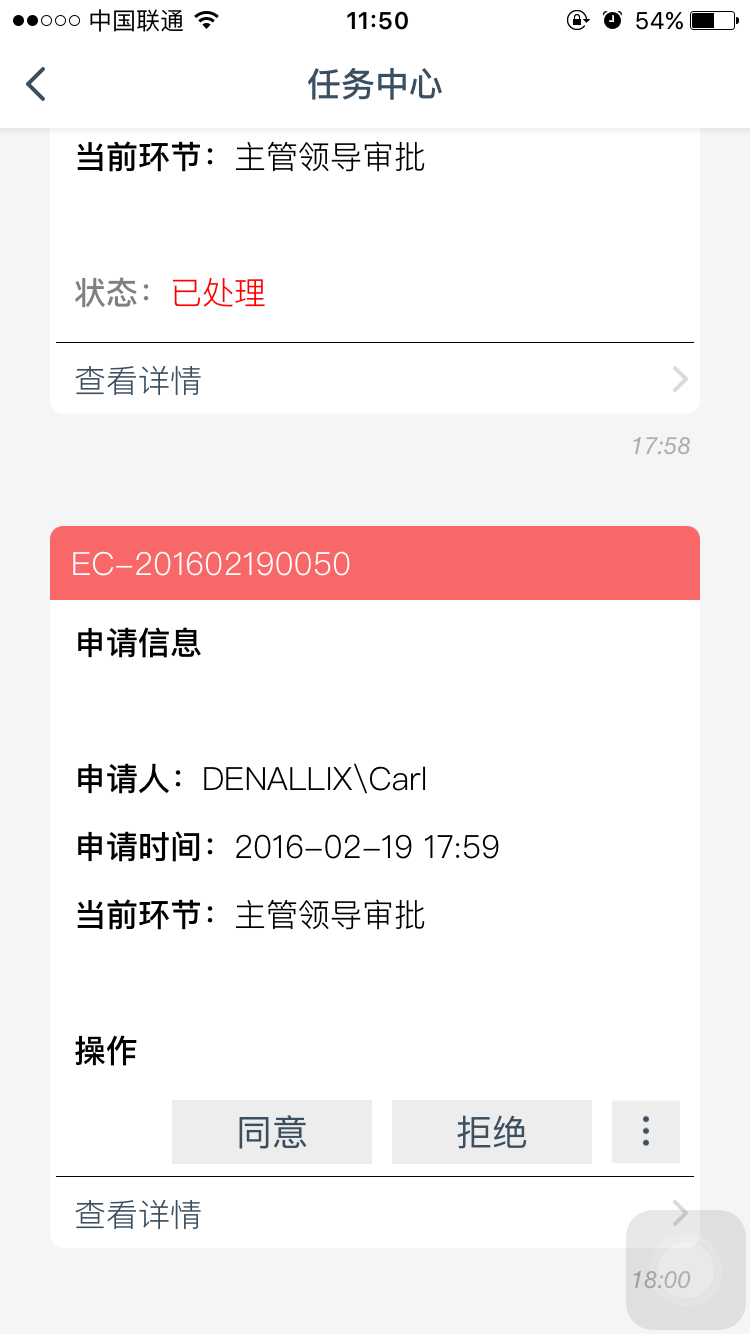 中国联通 11:50 54%
任务中心
当前环节：主管领导审批
状态：已处理
查看详情
17:58
EC-201602190050
申请信息
申请人：DENALLIX\Carl
申请时间：2016-02-19 17:59
当前环节：主管领导审批
操作
同意 拒绝
查看详情
18:00